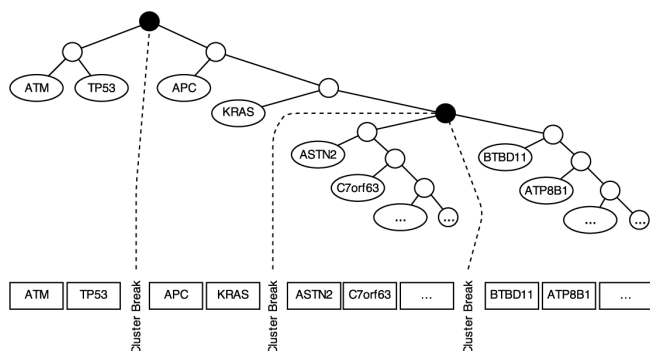 ATM
TP53
APC
KRAS
ASTN2
BTBD11
C7orf63
ATP8B1
...
...
...
...
ATM TP53 Cluster Break APC KRAS Cluster Break ASTN2 C7orf63 ... Cluster Break BTBD11 ATP8B1 ...